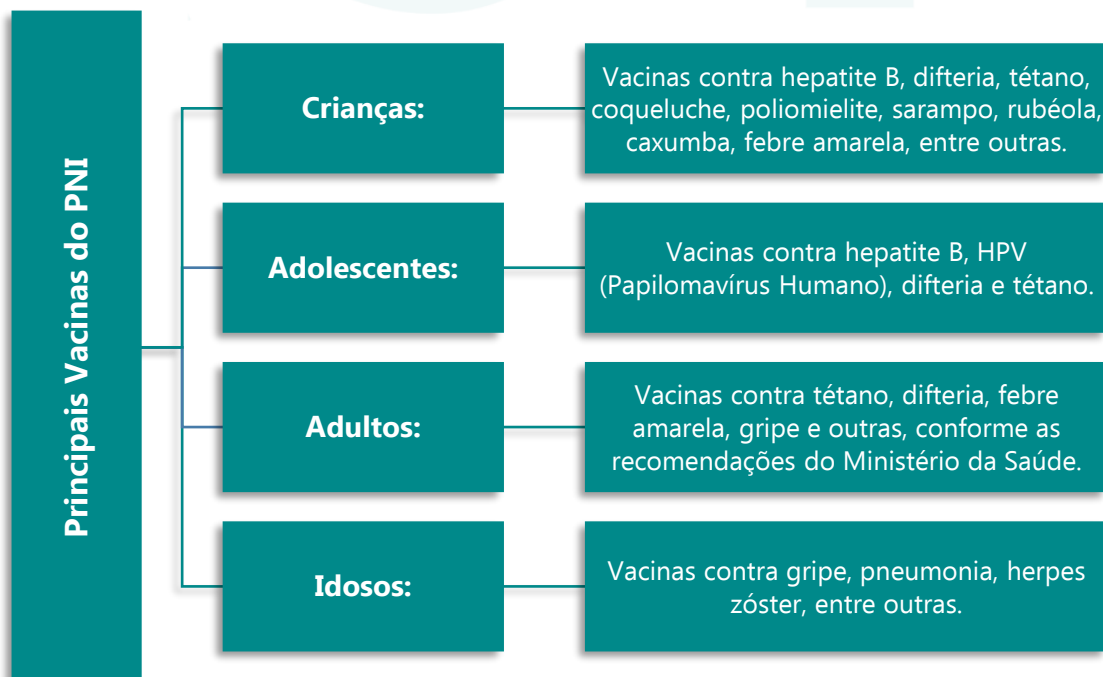 Principais Vacinas do PNI
Crianças:
Vacinas contra hepatite B, difteria, tétano,
coqueluche, poliomielite, sarampo, rubéola,
caxumba, febre amarela, entre outras.
Adolescentes:
Vacinas contra hepatite B, HPV
(Papilomavírus Humano), difteria e tétano.
Adultos:
Vacinas contra tétano, difteria, febre
amarela, gripe e outras, conforme as
recomendações do Ministério da Saúde.
Idosos:
Vacinas contra gripe, pneumonia, herpes
zóster, entre outras.